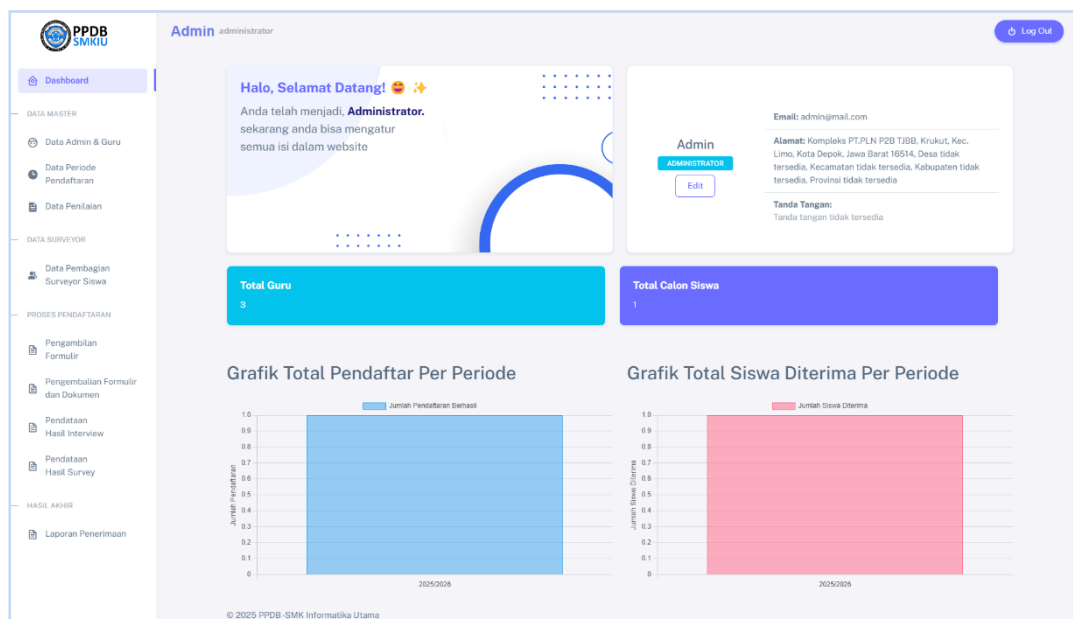 PPDB
SMKIU
Admin administrator
Log Out
Dashboard
DATA MASTER
Data Admin & Guru
Data Periode
Pendaftaran
Data Penilaian
DATA SURVEYOR
Data Pembagian
Surveyor Siswa
PROSES PENDAFTARAN
Pengambilan
Formulir
Pengembalian Formulir
dan Dokumen
Pendataan
Hasil Interview
Pendataan
Hasil Survey
HASIL AKHIR
Laporan Penerimaan
Halo, Selamat Datang! 🤩 ✨
Anda telah menjadi, Administrator.
sekarang anda bisa mengatur
semua isi dalam website
Admin
ADMINISTRATOR
Edit
Email: admin@mail.com
Alamat: Kompleks PT.PLN P2B TJBB, Krukut, Kec.
Limo, Kota Depok, Jawa Barat 16514, Desa tidak
tersedia, Kecamatan tidak tersedia, Kabupaten tidak
tersedia, Provinsi tidak tersedia
Tanda Tangan:
Tanda tangan tidak tersedia
Total Guru
3
Total Calon Siswa
1
Grafik Total Pendaftar Per Periode
Jumlah Pendaftaran Berhasil
Jumlah Pendaftaran
1.0
0.9
0.8
0.7
0.6
0.5
0.4
0.3
0.2
0.1
0
2025/2026
Grafik Total Siswa Diterima Per Periode
Jumlah Siswa Diterima
Jumlah Siswa Diterima
1.0
0.9
0.8
0.7
0.6
0.5
0.4
0.3
0.2
0.1
0
2025/2026
© 2025 PPDB-SMK Informatika Utama